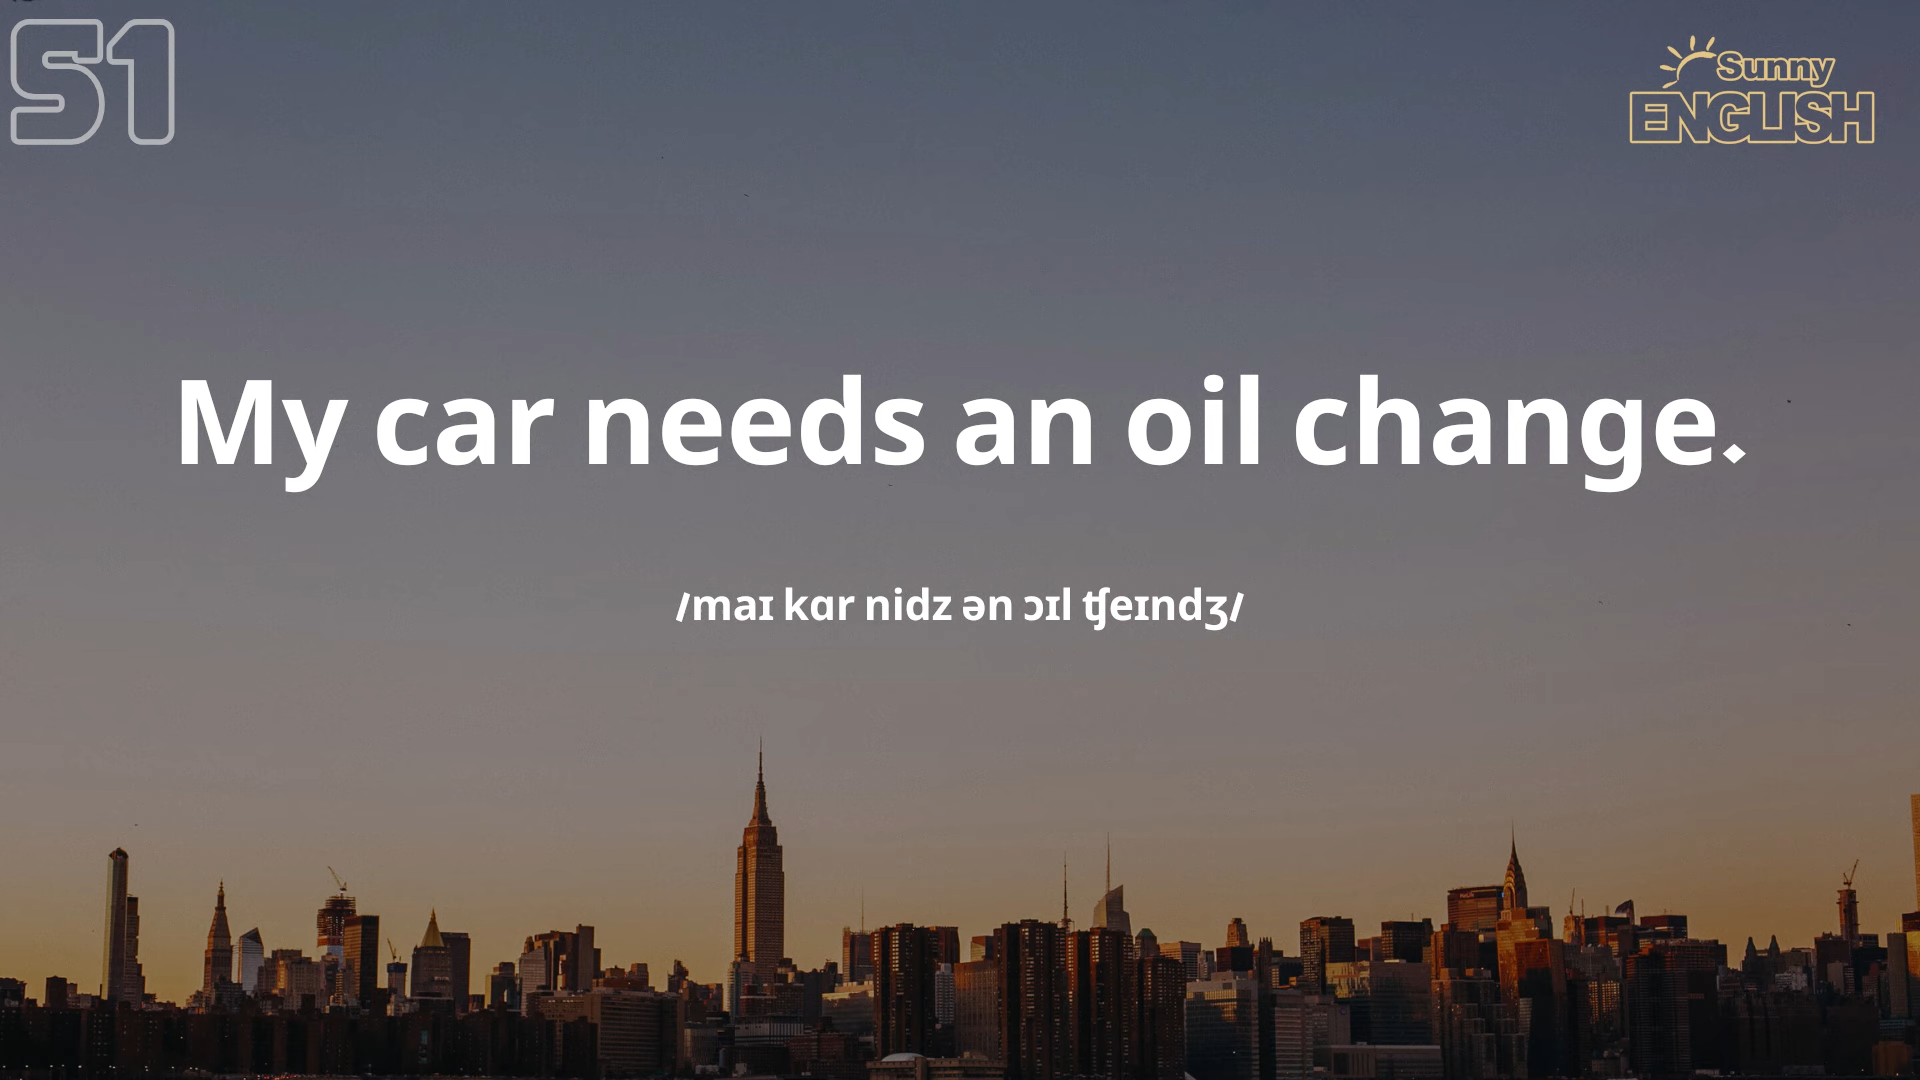 51
Sunny
ENGLISH
My car needs an oil change.
/maɪ kɑr nidz ən ɔɪl ʧeɪndʒ/